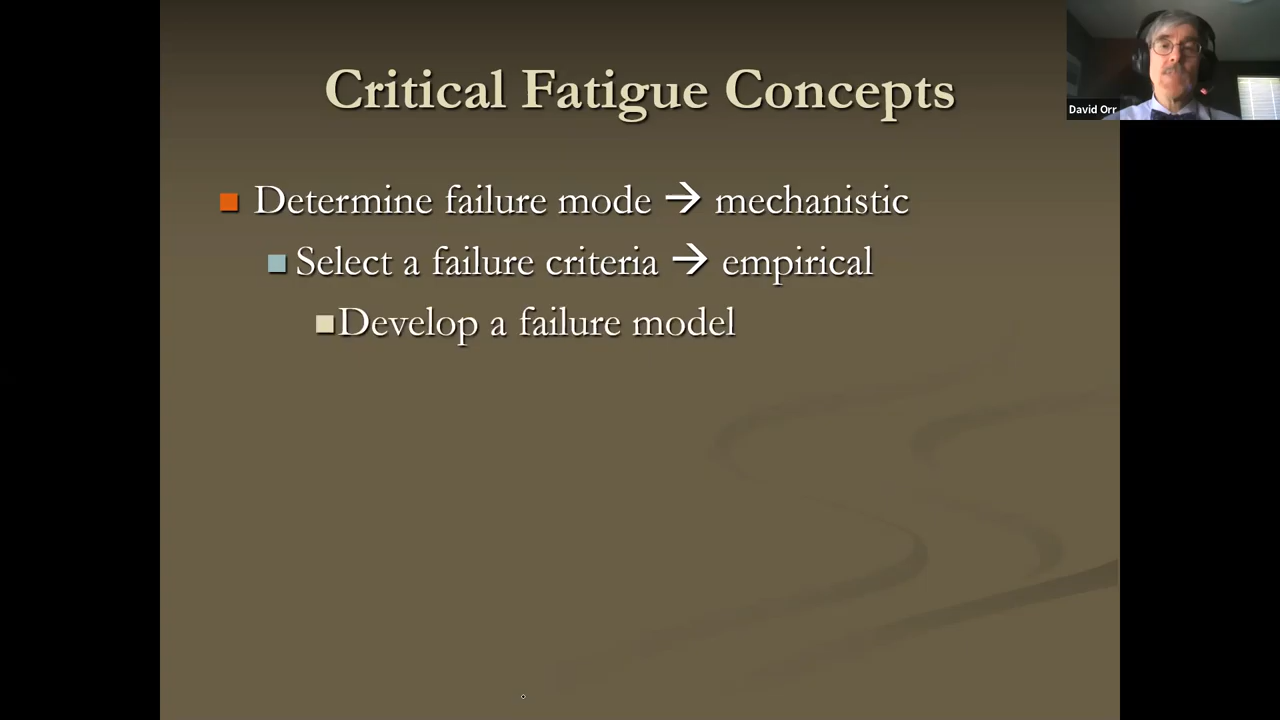 Critical Fatigue Concepts
David Orr
Determine failure mode → mechanistic
Select a failure criteria → empirical
Develop a failure model